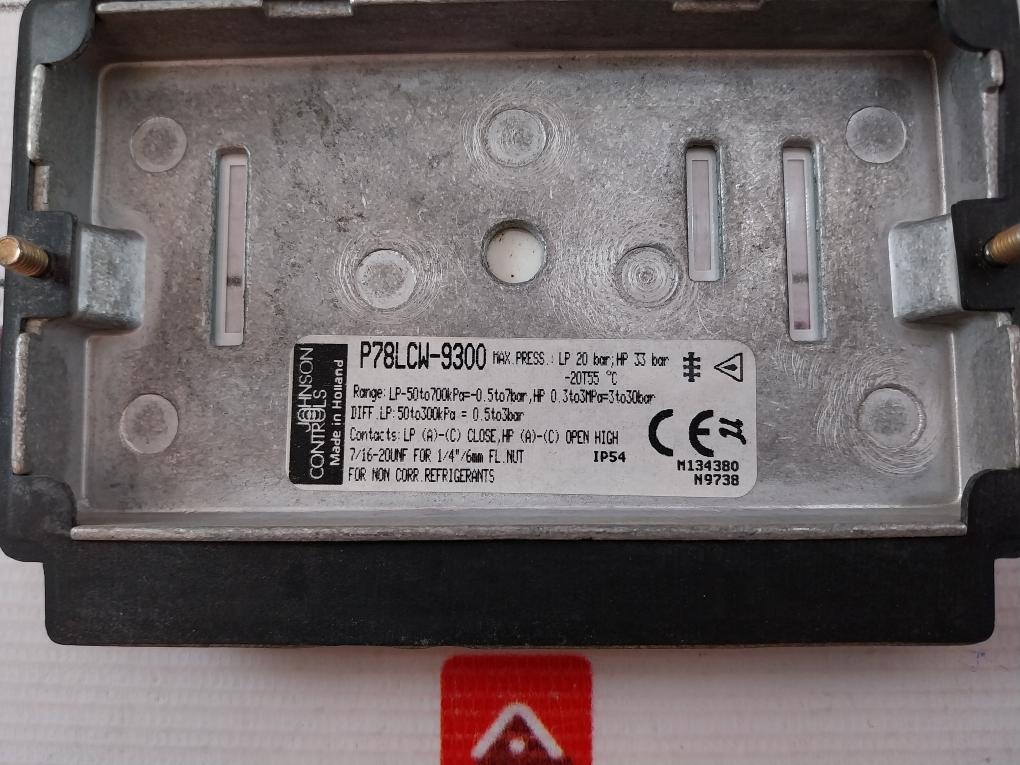 JOHNSON
CONTROLS
Made in Holland
P78LCW-9300 MAX.PRESS.: LP 20 bar;HP 33 bar
-20T55 °C
Range: LP-50to700kPa=-0.5to7bar,HP 0.3to3MPa=3to30bar
DIFF.LP:50to300kPa = 0.5to3bar
Contacts:LP (A)-(C) CLOSE,HP (A)-(C) OPEN HIGH
7/16-20UNF FOR 1/4"/6mm FL.NUT IP54
FOR NON CORR.REFRIGERANTS
CE
M134380
N9738